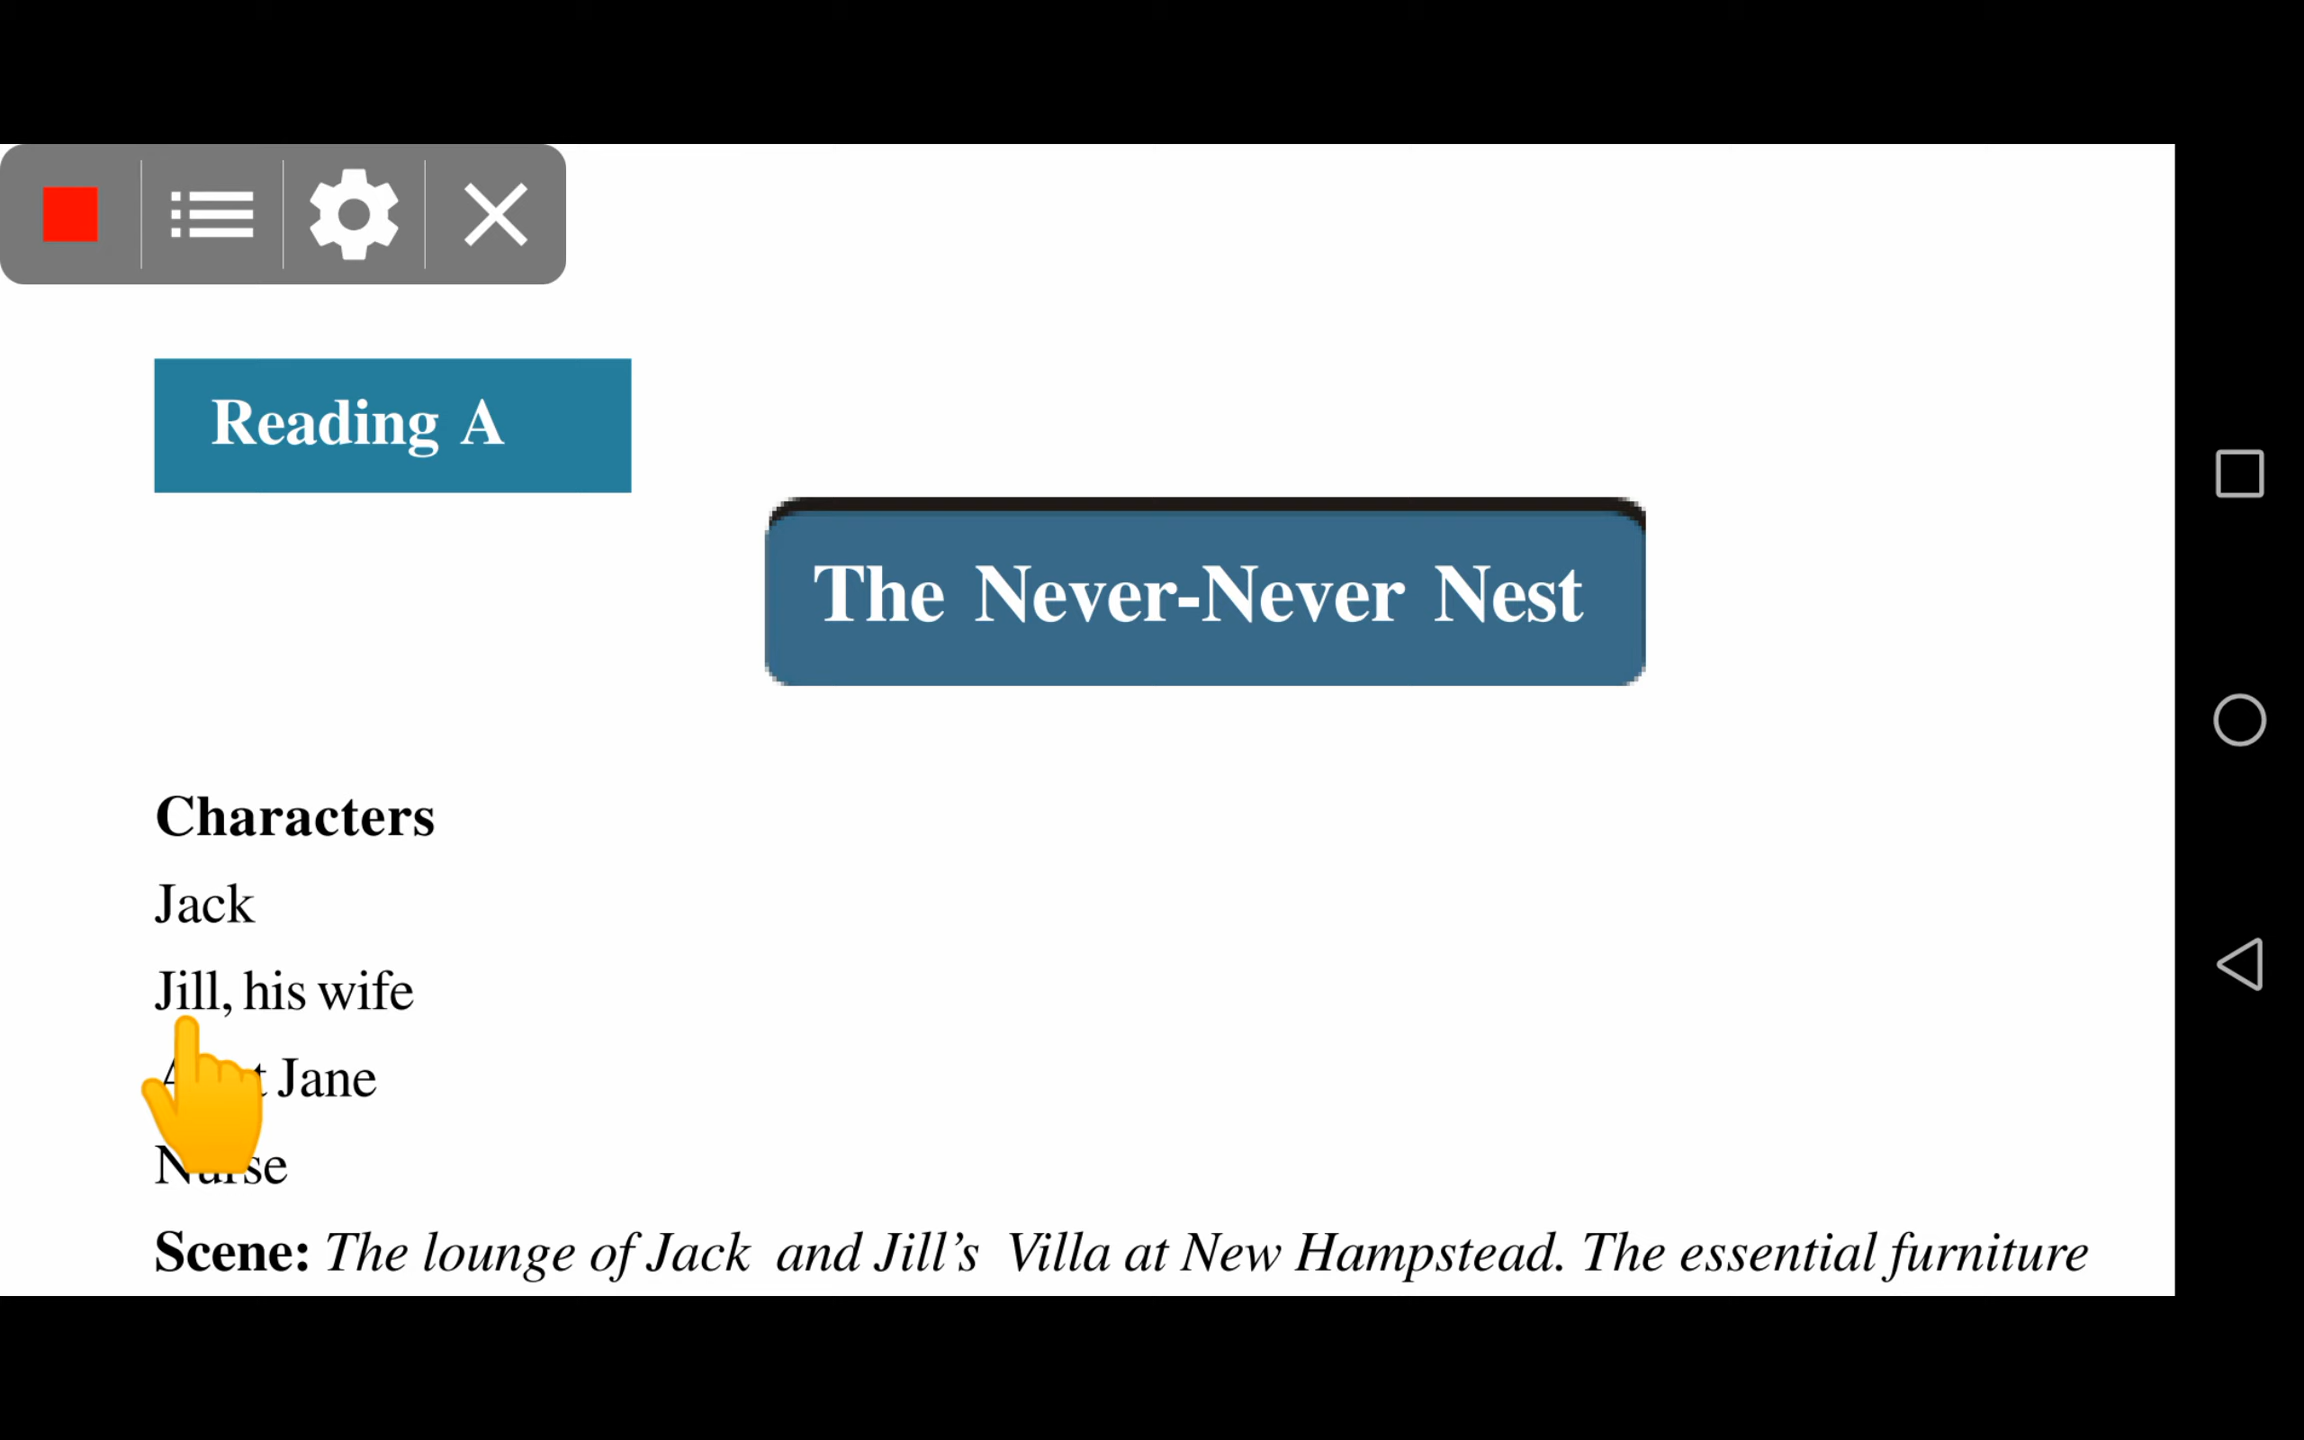 Reading A
The Never-Never Nest
Characters
Jack
Jill, his wife
Jane
Nurse
Scene: The lounge of Jack and Jill's Villa at New Hampstead. The essential furniture